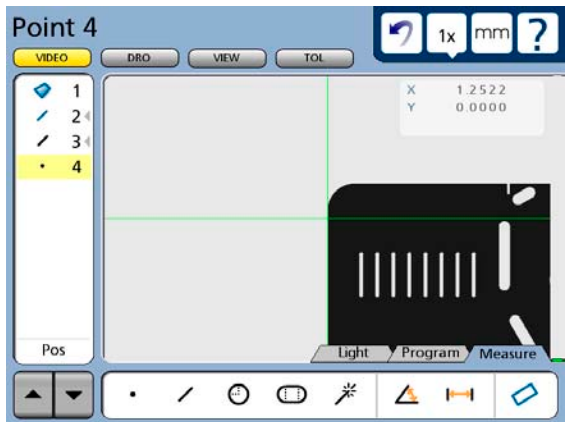 Point 4
1x mm ?
VIDEO DRO VIEW TOL
1
2
3
4
X 1.2522
Y 0.0000
Pos
Light Program Measure